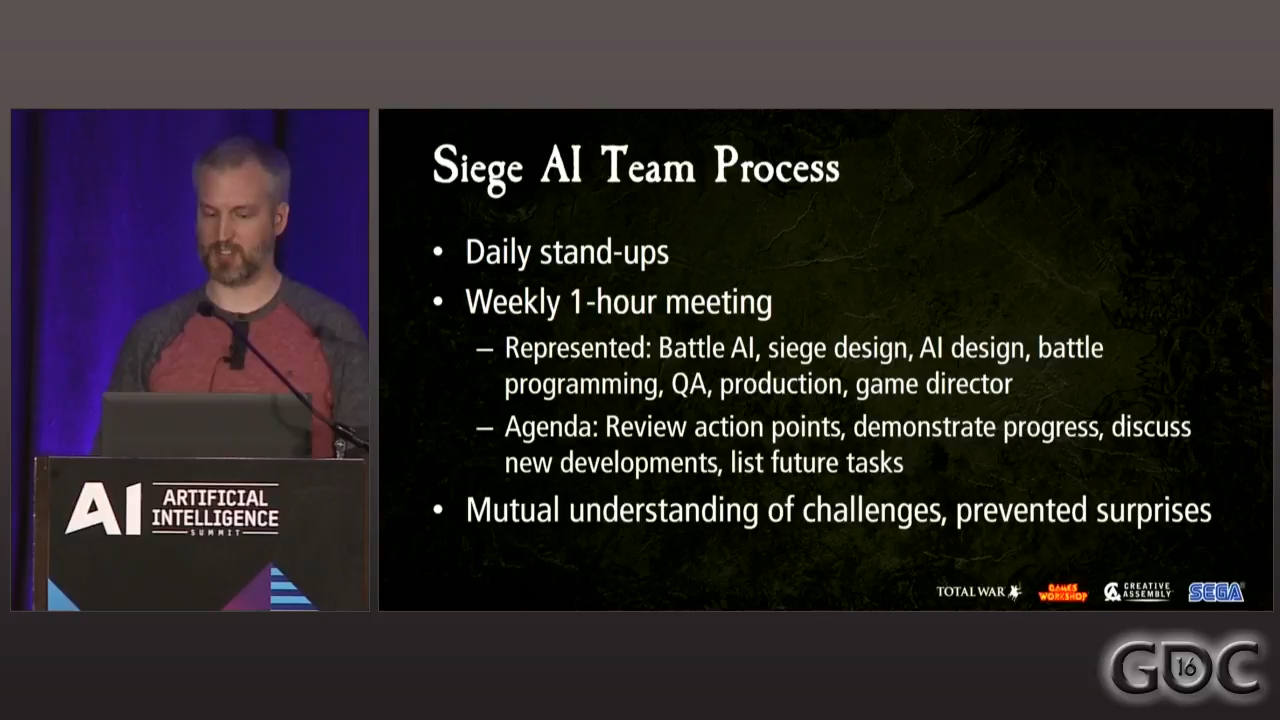 Siege AI Team Process
• Daily stand-ups
• Weekly 1-hour meeting
– Represented: Battle AI, siege design, AI design, battle
programming, QA, production, game director
– Agenda: Review action points, demonstrate progress, discuss
new developments, list future tasks
• Mutual understanding of challenges, prevented surprises
AI ARTIFICIAL
INTELLIGENCE
SUMMIT
TOTAL WAR
GAMES
WORKSHOP
CREATIVE
ASSEMBLY
SEGA
GDC
16